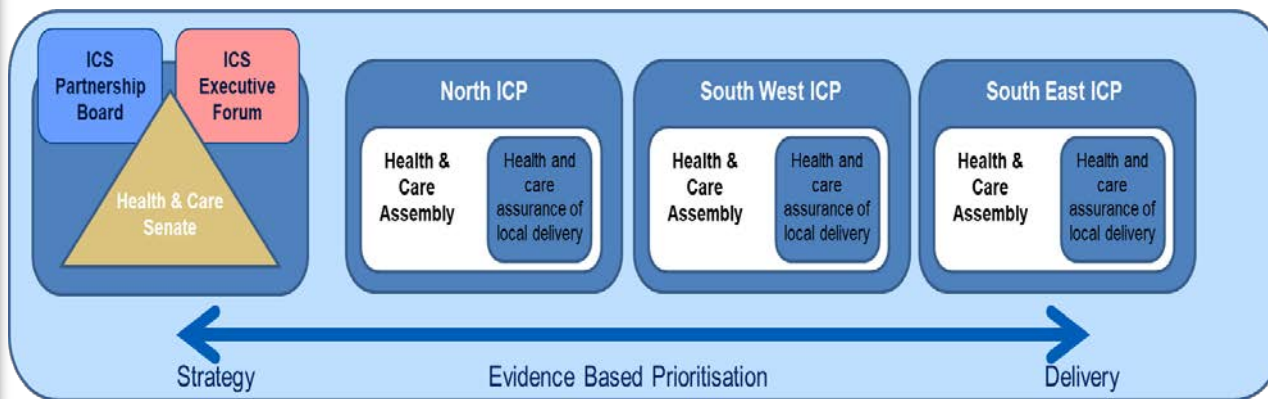 ICS
Partnership
Board
ICS
Executive
Forum
Health & Care
Senate
North ICP
Health &
Care
Assembly
Health and
care
assurance of
local delivery
South West ICP
Health &
Care
Assembly
Health and
care
assurance of
local delivery
South East ICP
Health &
Care
Assembly
Health and
care
assurance of
local delivery
Strategy
Evidence Based Prioritisation
Delivery